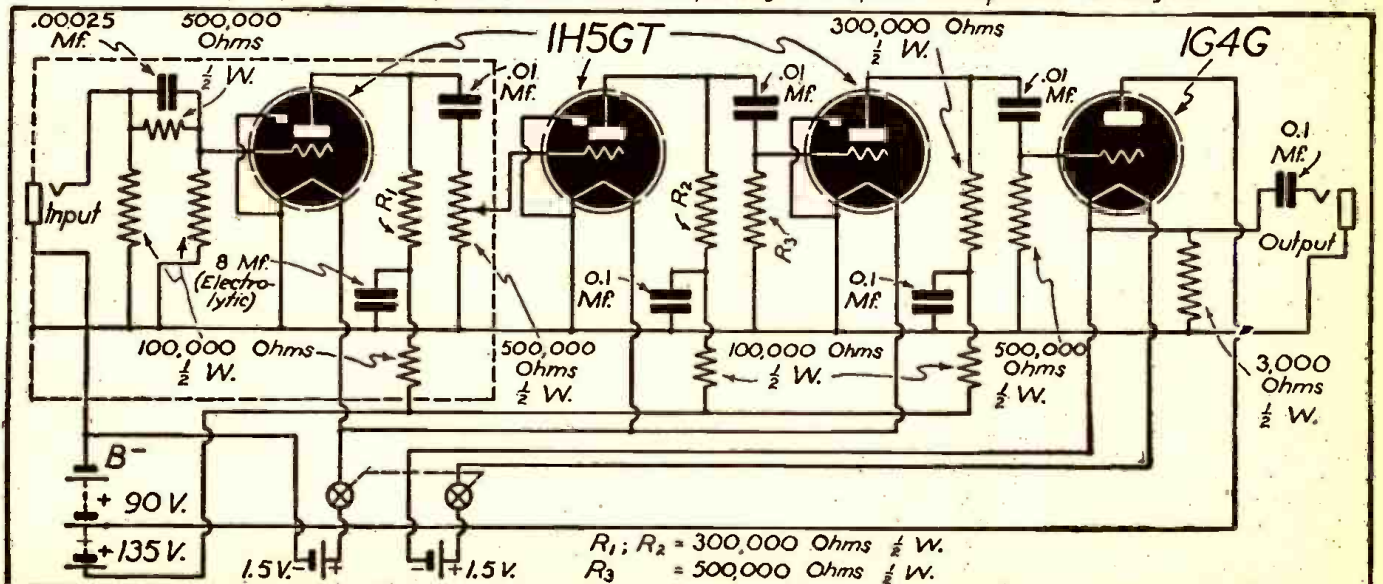 .00025
Mf.
500,000
Ohms
½ W.
1H5GT
300,000 Ohms
½ W.
1G4G
.01
Mf.
.01
Mf.
.01
Mf.
0.1
Mf.
Input
R1
R2
R3
Output
8 Mf.
(Electro-
lytic)
0.1
Mf.
0.1
Mf.
100,000 Ohms
½ W.
500,000
Ohms
½ W.
100,000 Ohms
½ W.
500,000
Ohms
½ W.
3,000
Ohms
½ W.
B-
+ 90 V.
+ 135 V.
1.5 V. - +
- + 1.5 V.
R1 ; R2 = 300,000 Ohms ½ W.
R3 = 500,000 Ohms ½ W.